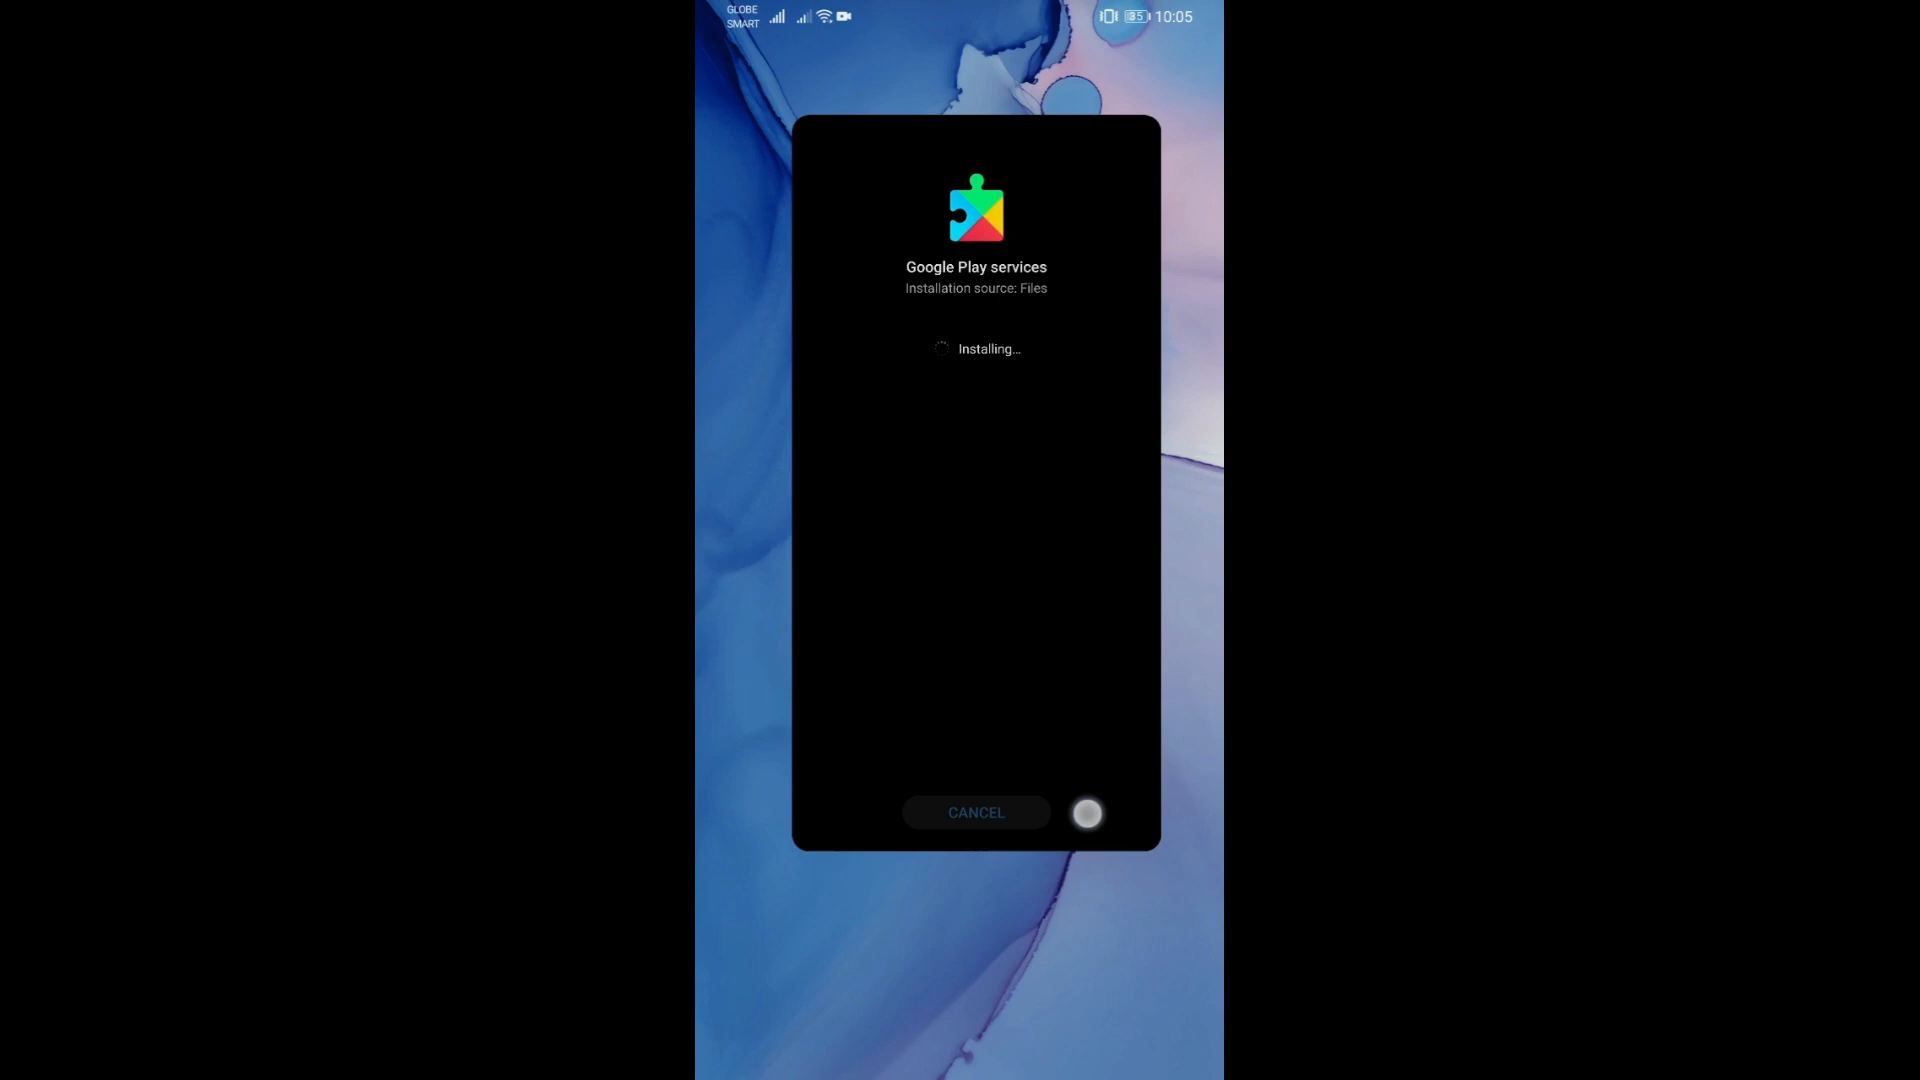 GLOBE
SMART
35
10:05
Google Play services
Installation source: Files
Installing...
CANCEL